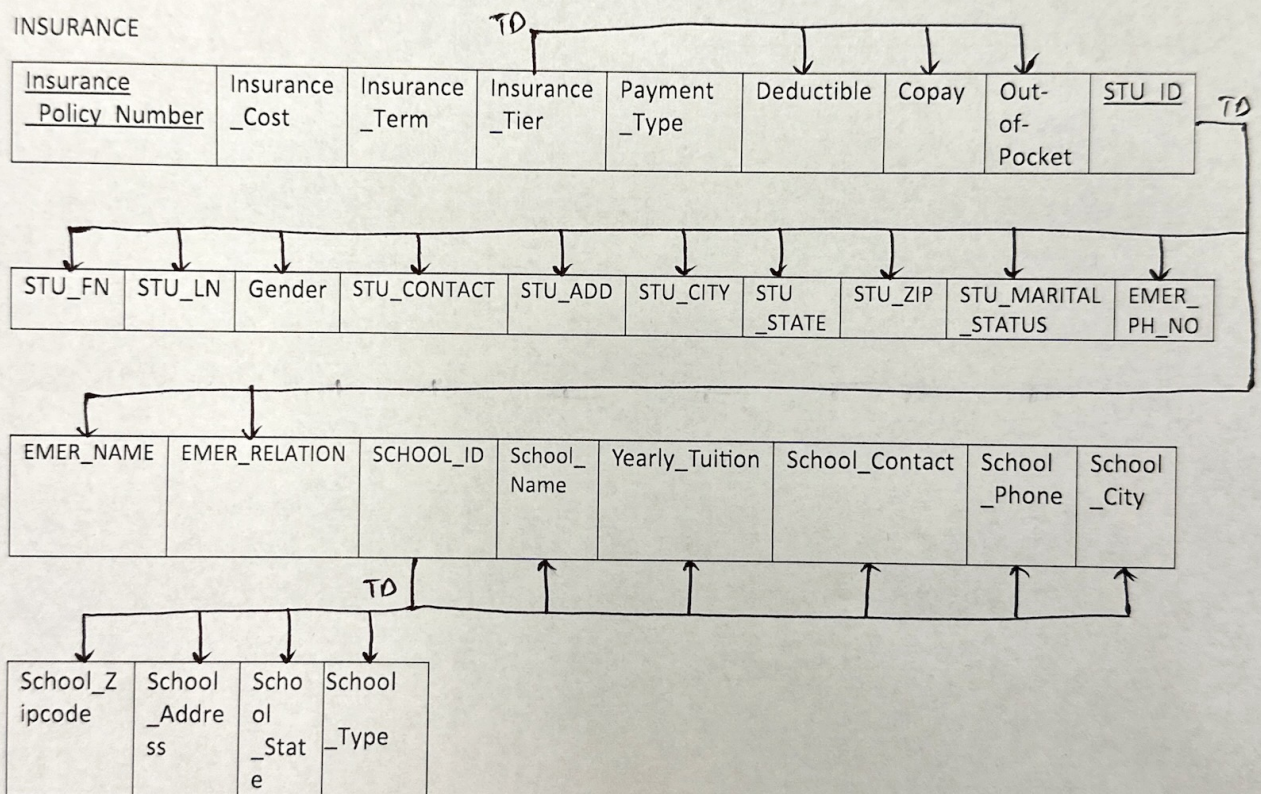 INSURANCE
TD
Insurance
_Policy_Number
Insurance
_Cost
Insurance
_Term
Insurance
_Tier
Payment
_Type
Deductible
Copay
Out-
of-
Pocket
STU_ID
TD
STU_FN
STU_LN
Gender
STU_CONTACT
STU_ADD
STU_CITY
STU
_STATE
STU_ZIP
STU_MARITAL
_STATUS
EMER_
PH_NO
EMER_NAME
EMER_RELATION
SCHOOL_ID
School_
Name
Yearly_Tuition
School_Contact
School
_Phone
School
_City
TD
School_Z
ipcode
School
_Addre
ss
Scho
ol
_Stat
e
School
_Type